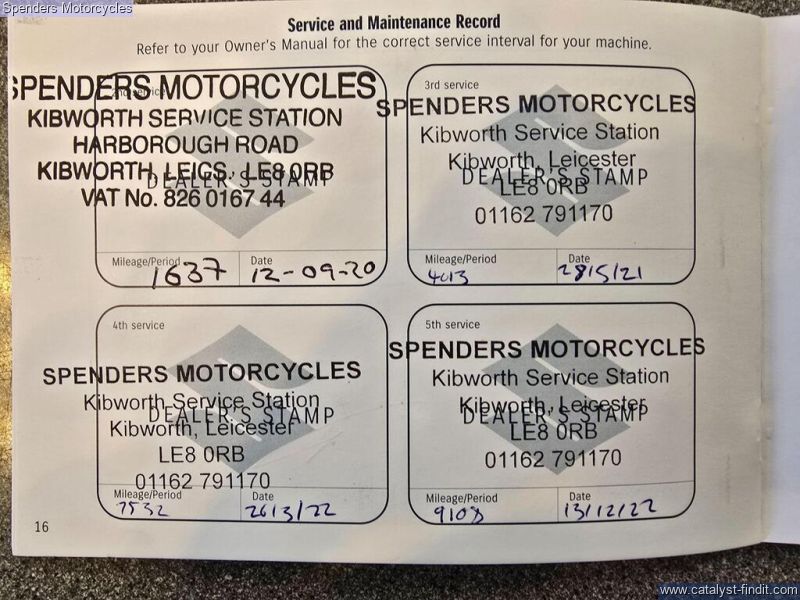 Spenders Motorcycles
Service and Maintenance Record
Refer to your Owner's Manual for the correct service interval for your machine.
2nd service
SPENDERS MOTORCYCLES
KIBWORTH SERVICE STATION
HARBOROUGH ROAD
KIBWORTH, LEICS. LE8 0RB
DEALER'S STAMP
VAT No. 826 0167 44
Mileage/Period Date
1637 12-09-20
3rd service
SPENDERS MOTORCYCLES
Kibworth Service Station
Kibworth, Leicester
DEALER'S STAMP
LE8 0RB
01162 791170
Mileage/Period Date
4013 28/5/21
4th service
SPENDERS MOTORCYCLES
Kibworth Service Station
DEALER'S STAMP
Kibworth, Leicester
LE8 0RB
01162 791170
Mileage/Period Date
7532 26/3/22
5th service
SPENDERS MOTORCYCLES
Kibworth Service Station
Kibworth, Leicester
DEALER'S STAMP
LE8 0RB
01162 791170
Mileage/Period Date
9108 13/12/22
16
www.catalyst-findit.com